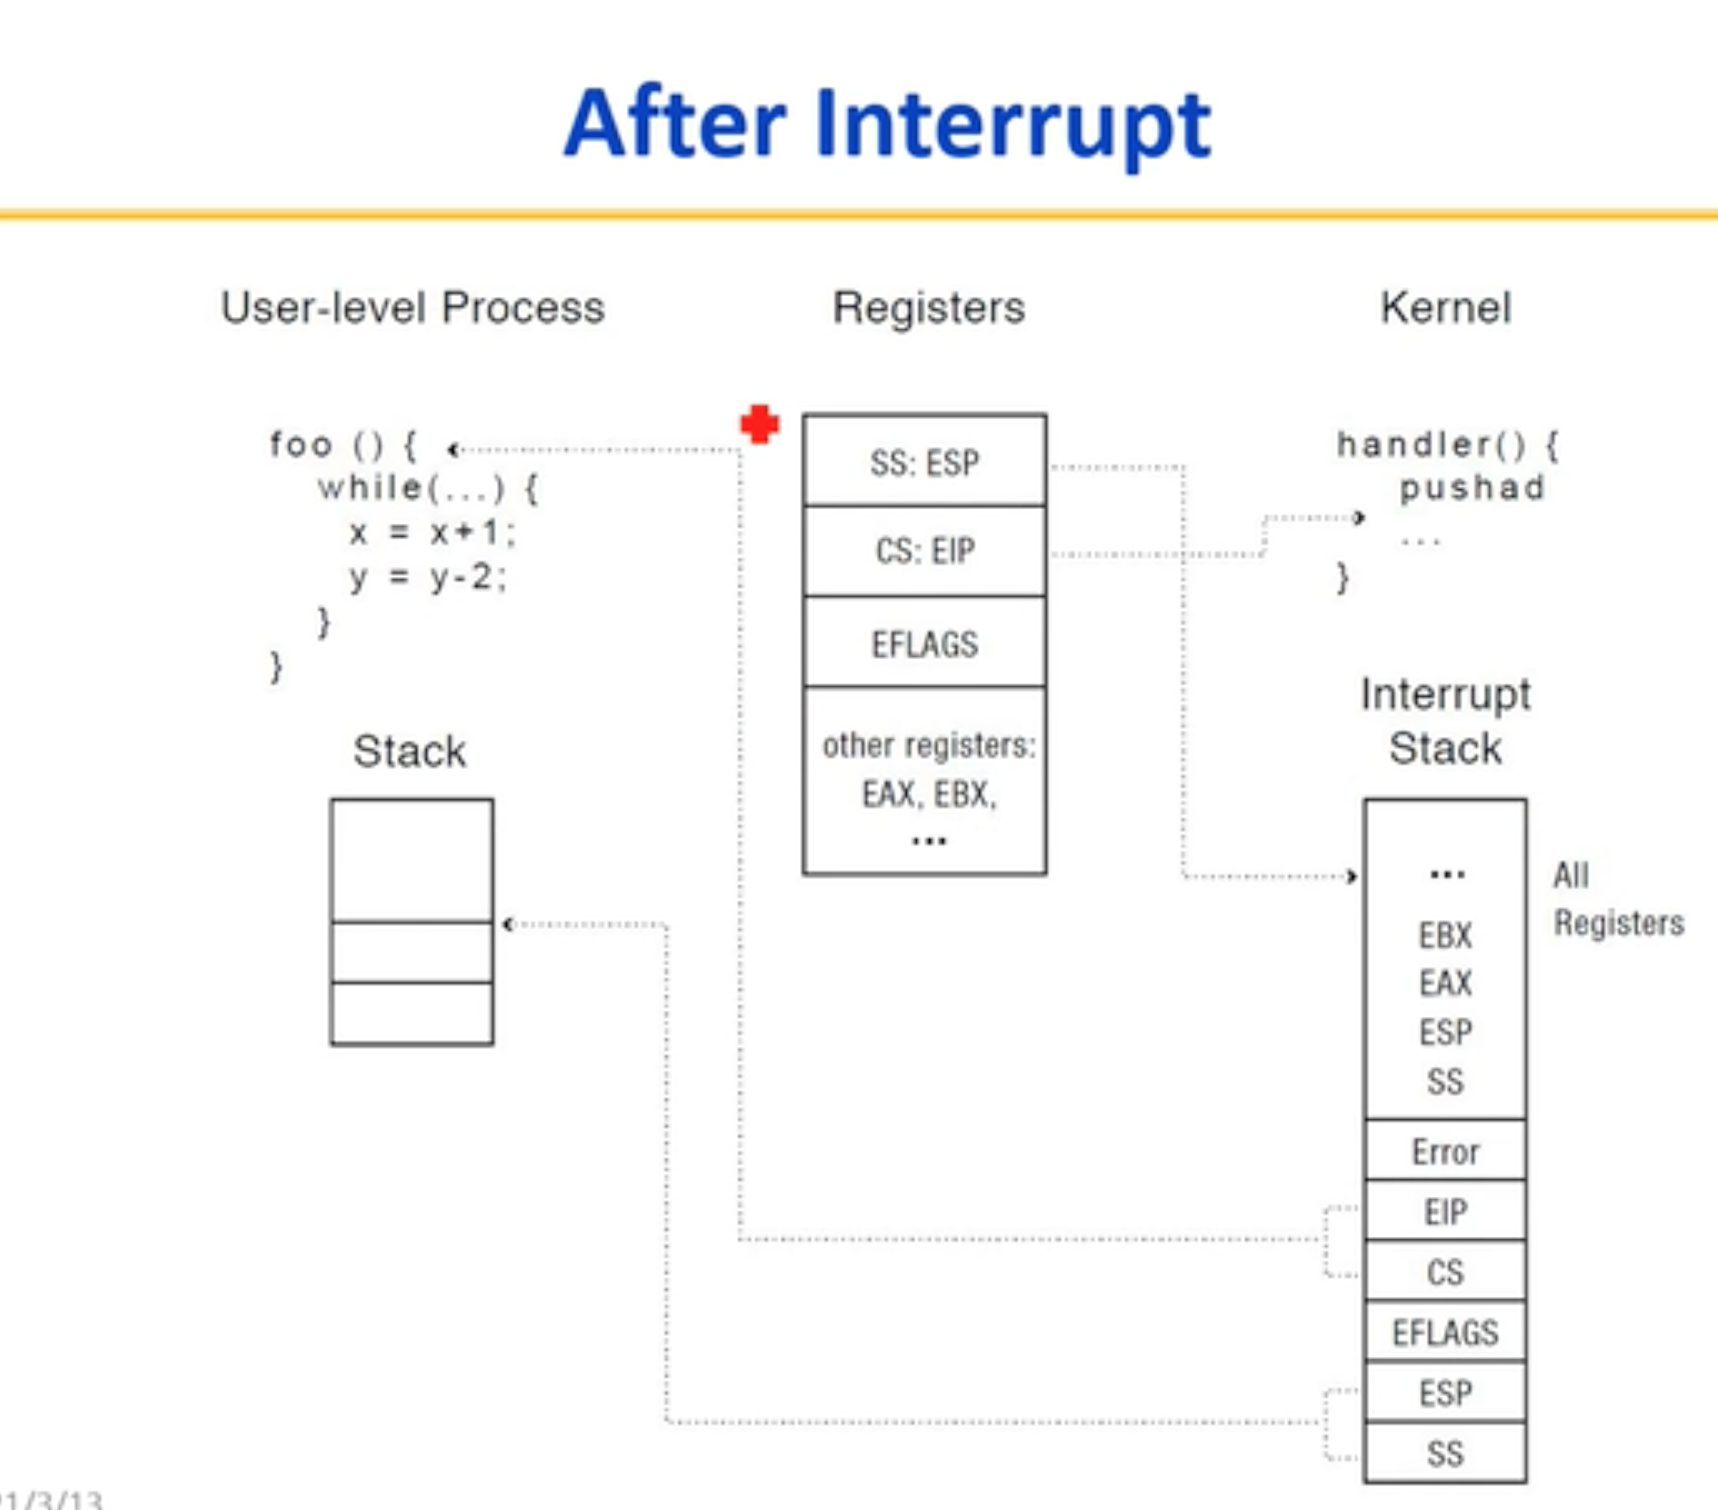 After Interrupt
User-level Process
Registers
Kernel
foo () {
while(...) {
x = x+1;
y = y-2;
}
}
Stack
SS: ESP
CS: EIP
EFLAGS
other registers:
EAX, EBX,
...
handler() {
pushad
...
}
Interrupt
Stack
...
EBX
EAX
ESP
SS
All
Registers
Error
EIP
CS
EFLAGS
ESP
SS
21/3/13